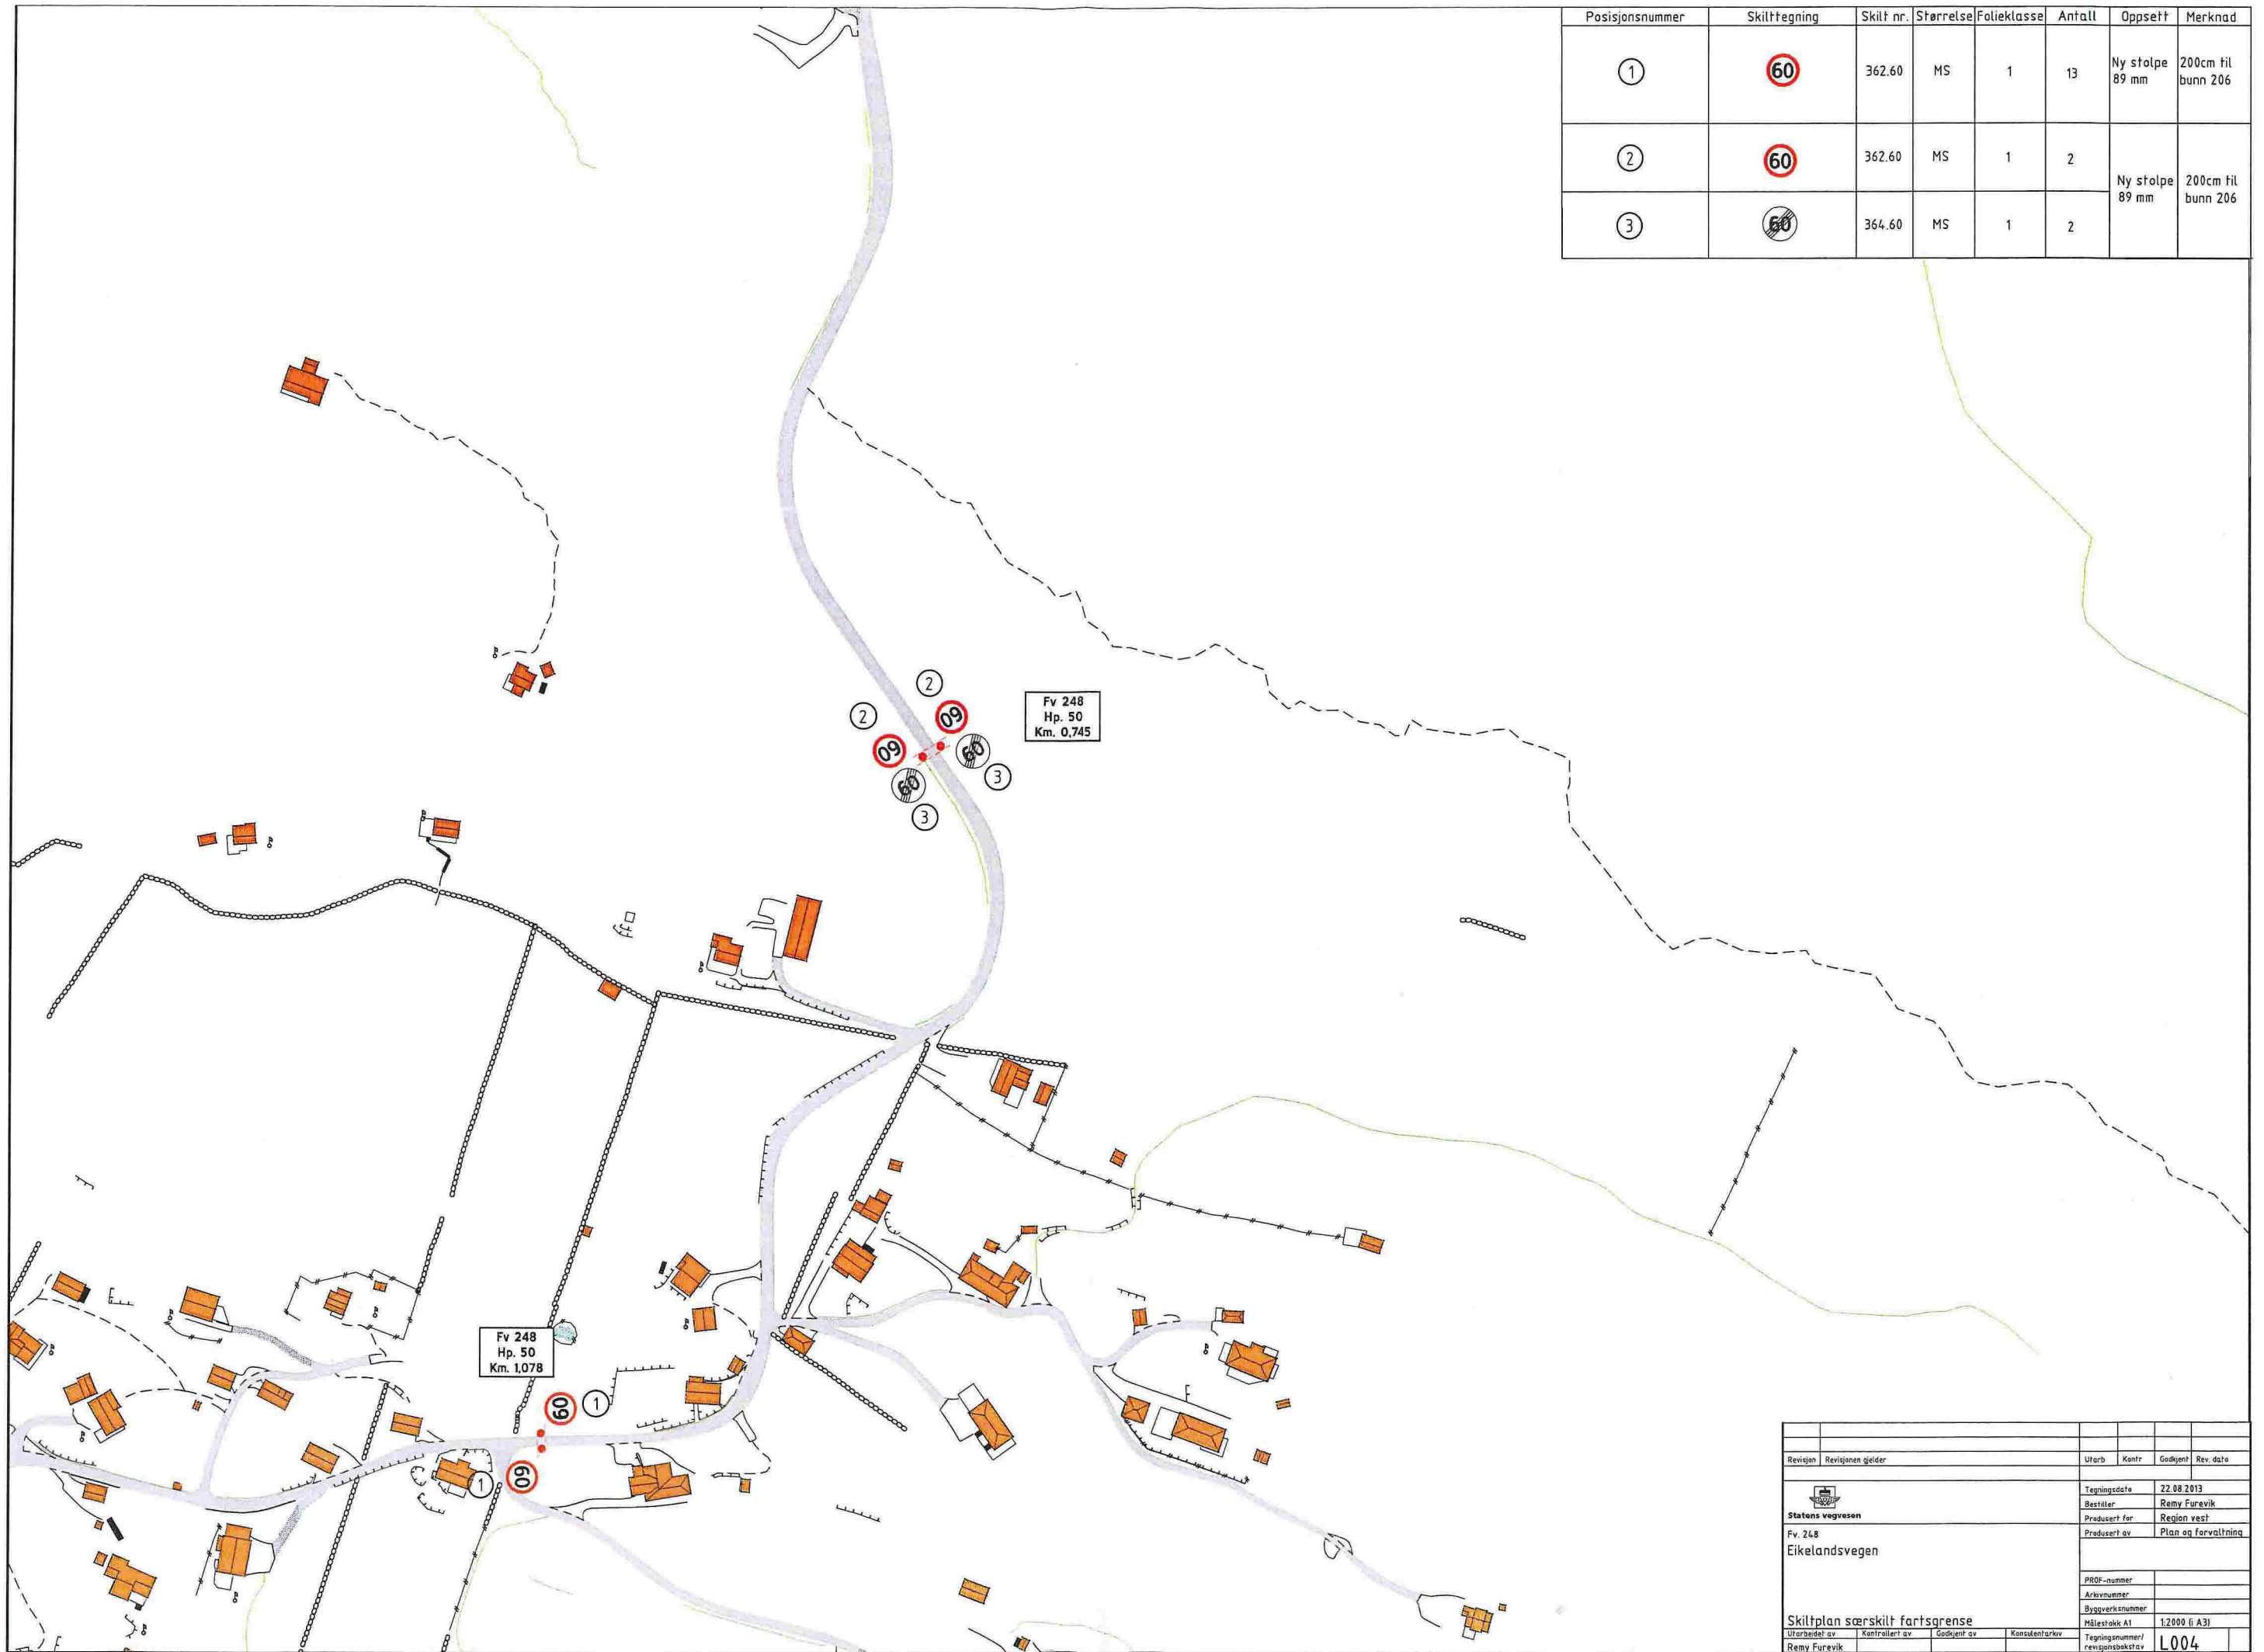 Posisjonsnummer Skilttegning Skilt nr. Størrelse Folieklasse Antall Oppsett Merknad
1 60 362.60 MS 1 13 Ny stolpe 89 mm 200cm til bunn 206
2 60 362.60 MS 1 2 Ny stolpe 89 mm 200cm til bunn 206
3 60 364.60 MS 1 2
2
60
2
60
60
3
60
3
Fv 248
Hp. 50
Km. 0,745
Fv 248
Hp. 50
Km. 1,078
60
1
1
60
Revisjon Revisjonen gjelder Utarb Kontr Godkjent Rev. dato
Statens vegvesen
Tegningsdato 22.08.2013
Bestiller Remy Furevik
Produsert for Region vest
Produsert av Plan og forvaltning
Fv. 248
Eikelandsvegen
PROF-nummer
Arkivnummer
Byggverksnummer
Målestokk A1 1:2000 (i A3)
Skiltplan særskilt fartsgrense
Utarbeidet av Kontrollert av Godkjent av Konsulentarkiv
Remy Furevik
Tegningsnummer/
revisjonsbokstav L004